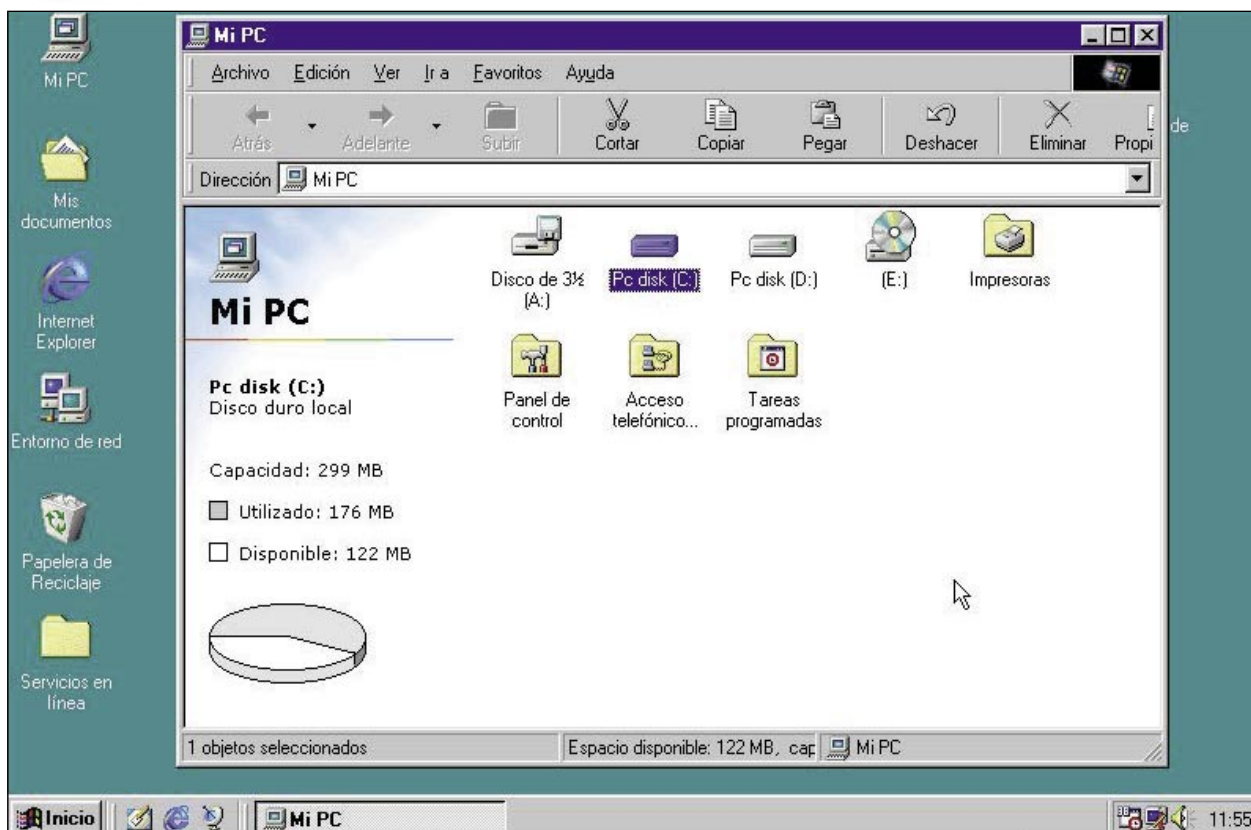 Mi PC
Mis
documentos
Internet
Explorer
Entorno de red
Papelera de
Reciclaje
Servicios en
línea
Mi PC
Archivo Edición Ver Ir a Favoritos Ayuda
Atrás Adelante Subir Cortar Copiar Pegar Deshacer Eliminar Propi
de
Dirección Mi PC
Mi PC
Pc disk (C:)
Disco duro local
Capacidad: 299 MB
Utilizado: 176 MB
Disponible: 122 MB
Disco de 3½
(A:)
Pc disk (C:)
Pc disk (D:)
(E:)
Impresoras
Panel de
control
Acceso
telefónico...
Tareas
programadas
1 objetos seleccionados Espacio disponible: 122 MB, cap Mi PC
Inicio Mi PC 11:55